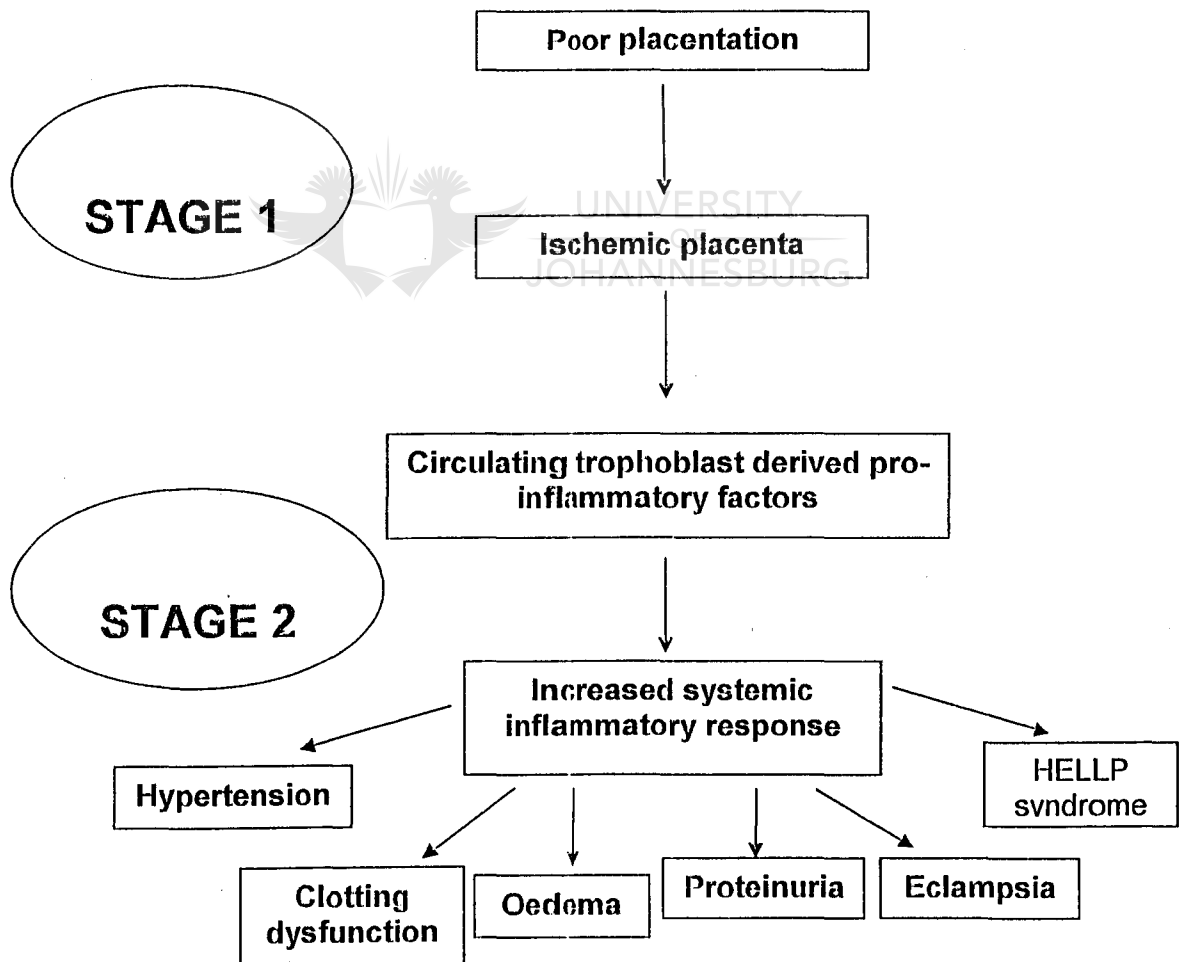 Poor placentation
STAGE 1
UNIVERSITY
OF
JOHANNESBURG
Ischemic placenta
Circulating trophoblast derived pro-
inflammatory factors
STAGE 2
Increased systemic
inflammatory response
Hypertension
HELLP
syndrome
Clotting
dysfunction
Oedema
Proteinuria
Eclampsia